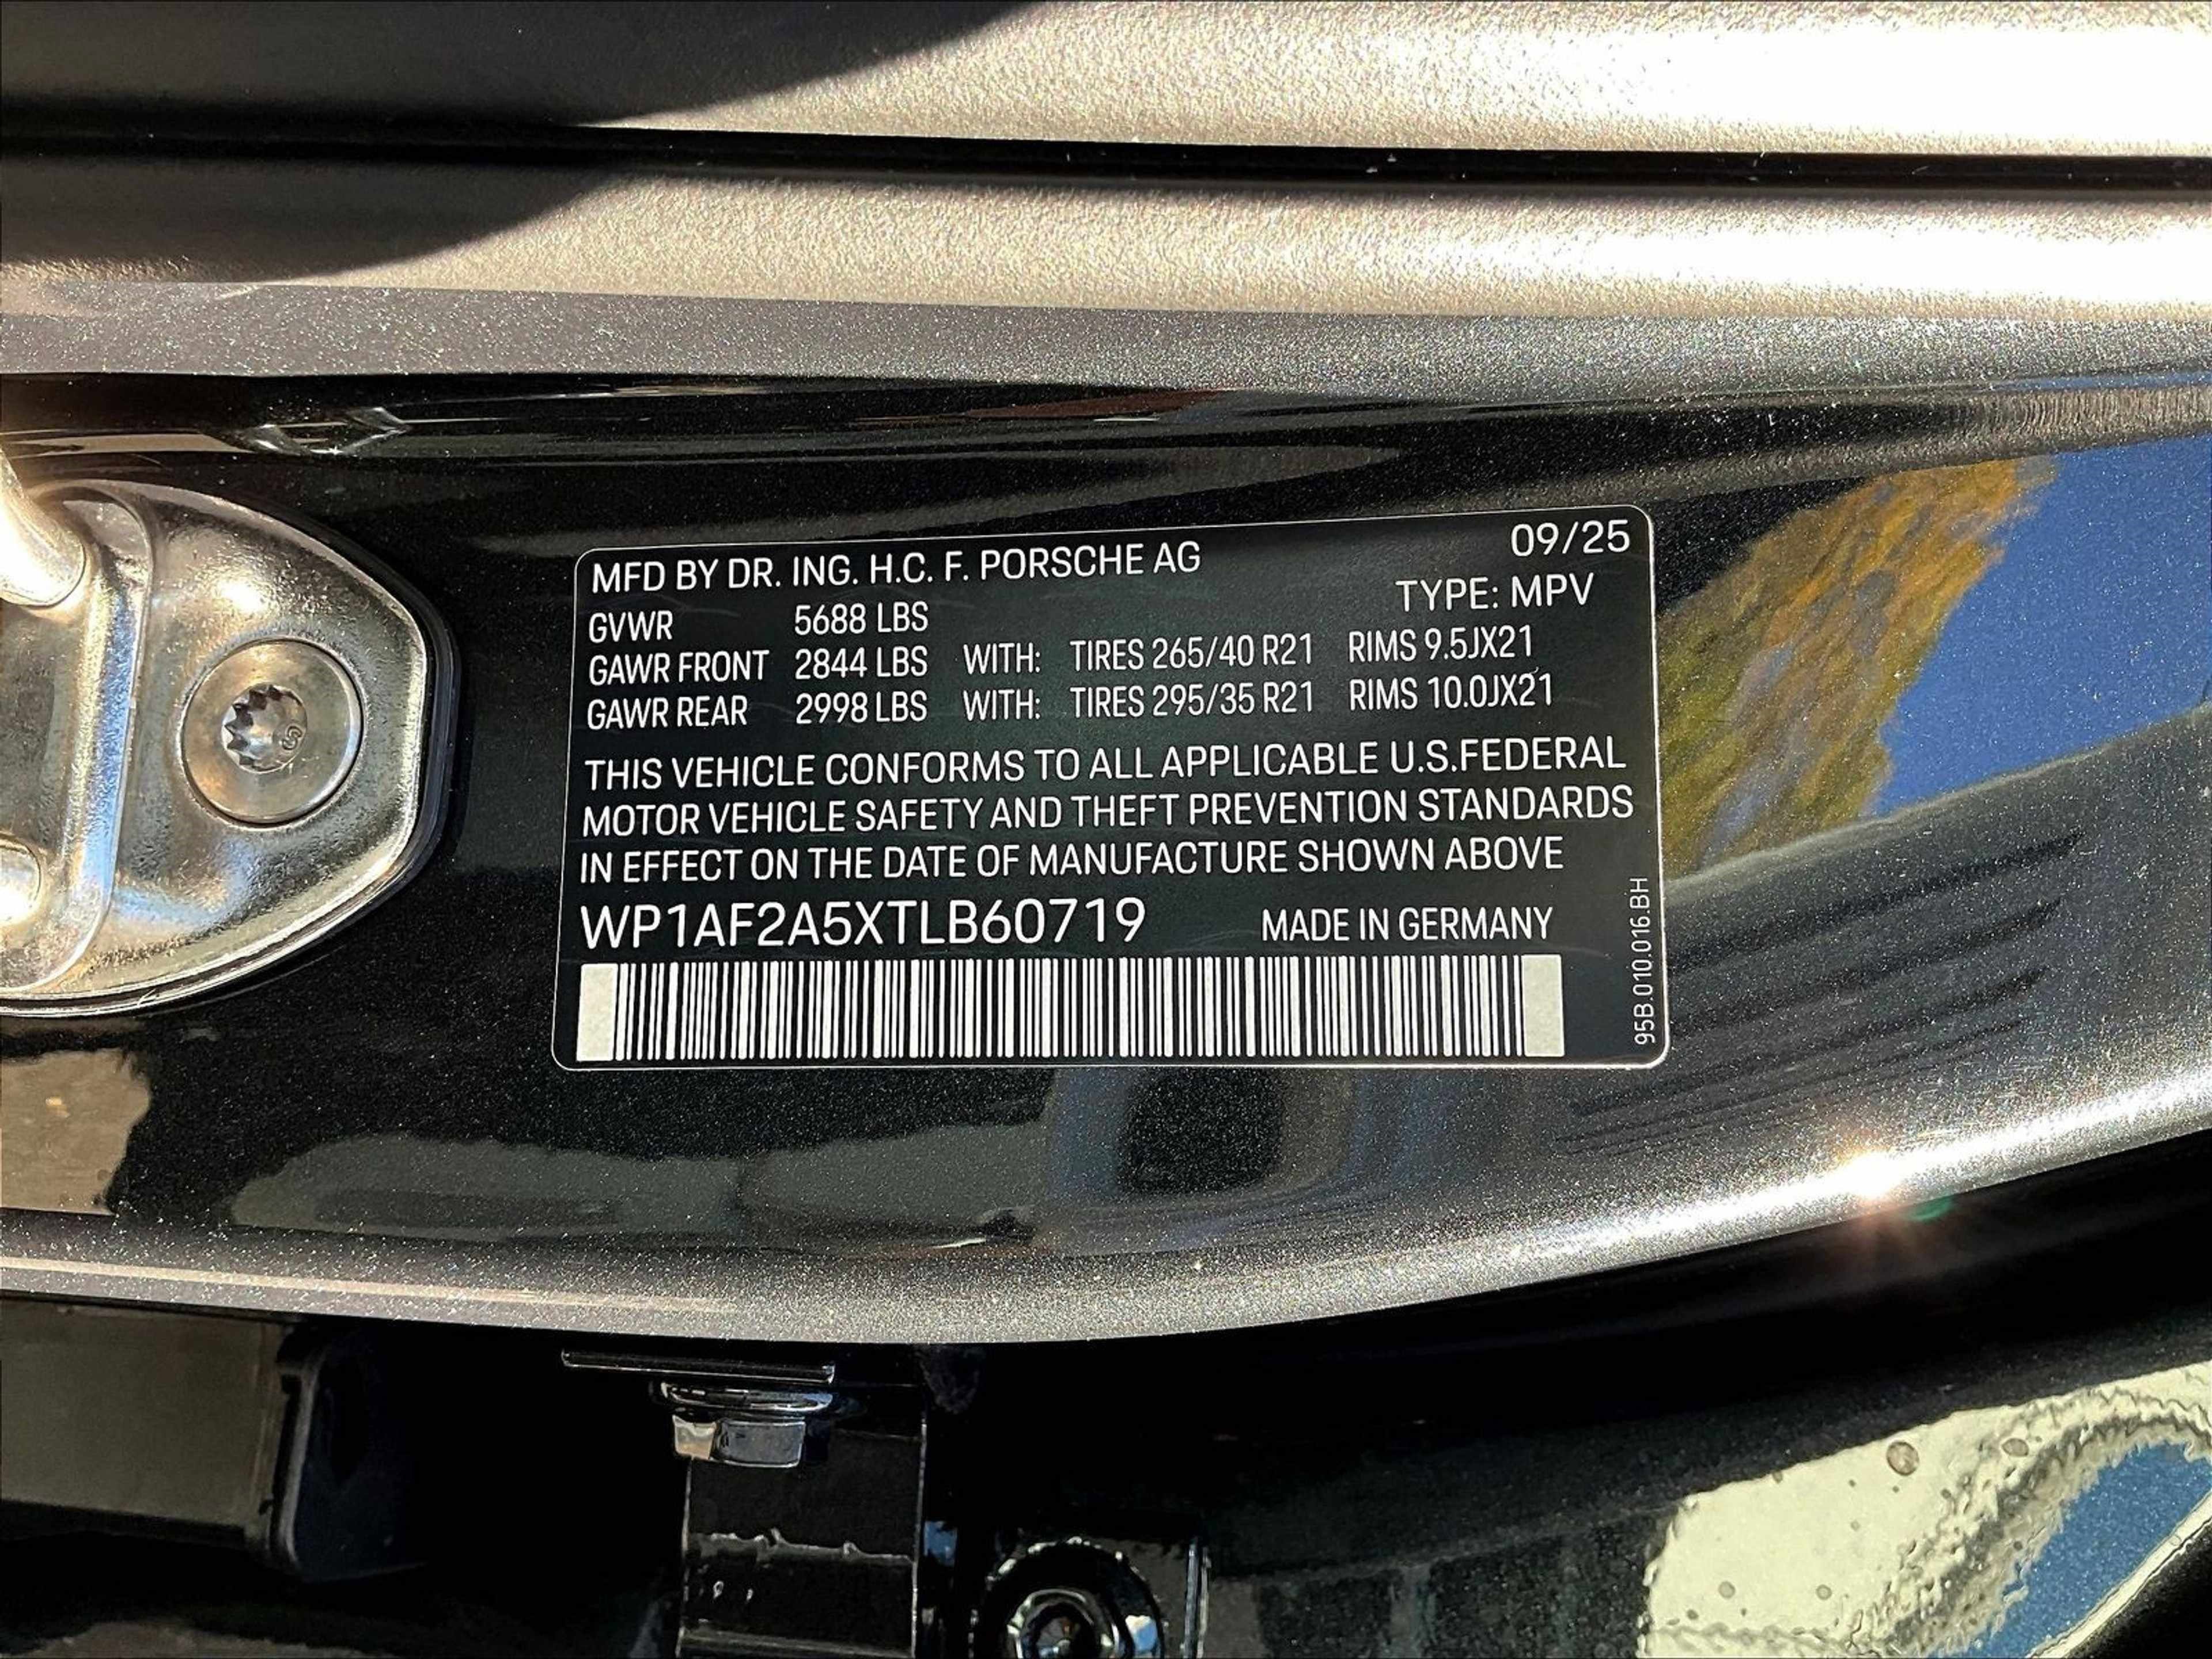 MFD BY DR. ING. H.C. F. PORSCHE AG 09/25
GVWR 5688 LBS TYPE: MPV
GAWR FRONT 2844 LBS WITH: TIRES 265/40 R21 RIMS 9.5JX21
GAWR REAR 2998 LBS WITH: TIRES 295/35 R21 RIMS 10.0JX21
THIS VEHICLE CONFORMS TO ALL APPLICABLE U.S.FEDERAL
MOTOR VEHICLE SAFETY AND THEFT PREVENTION STANDARDS
IN EFFECT ON THE DATE OF MANUFACTURE SHOWN ABOVE
WP1AF2A5XTLB60719 MADE IN GERMANY
95B.010.016.BH